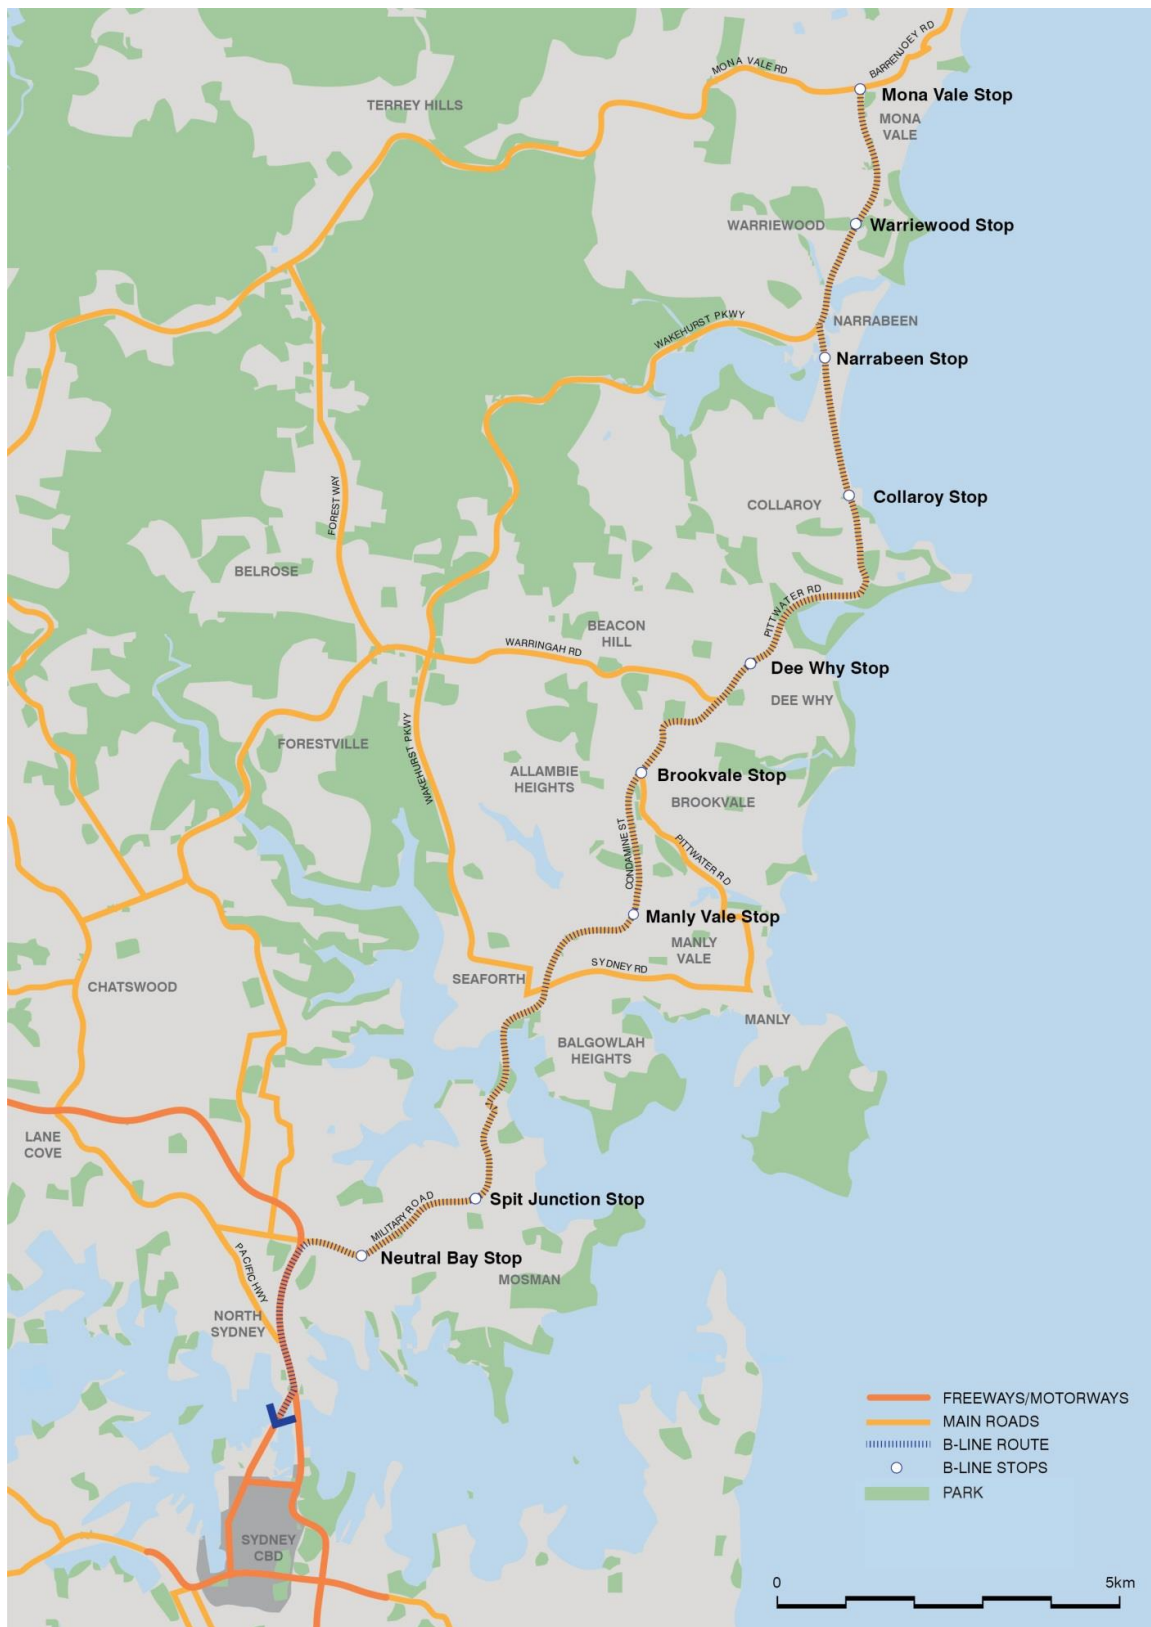 BARRENJOEY RD
MONA VALE RD
Mona Vale Stop
TERREY HILLS
MONA
VALE
WARRIEWOOD
Warriewood Stop
WAKEHURST PKWY
NARRABEEN
Narrabeen Stop
FOREST WAY
COLLAROY
Collaroy Stop
BELROSE
PITTWATER RD
BEACON
HILL
WARRINGAH RD
Dee Why Stop
DEE WHY
FORESTVILLE
WAKEHURST PKWY
ALLAMBIE
HEIGHTS
Brookvale Stop
BROOKVALE
CONDAMINE ST
PITTWATER RD
Manly Vale Stop
MANLY
VALE
SYDNEY RD
SEAFORTH
CHATSWOOD
MANLY
BALGOWLAH
HEIGHTS
LANE
COVE
MILITARY ROAD
Spit Junction Stop
PACIFIC HWY
Neutral Bay Stop
MOSMAN
NORTH
SYDNEY
FREEWAYS/MOTORWAYS
MAIN ROADS
B-LINE ROUTE
B-LINE STOPS
PARK
SYDNEY
CBD
0 5km